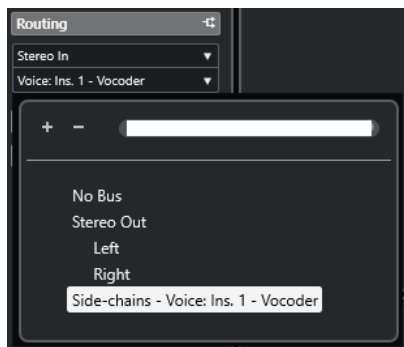 Routing
Stereo In
Voice: Ins. 1 - Vocoder
+ −
No Bus
Stereo Out
Left
Right
Side-chains - Voice: Ins. 1 - Vocoder